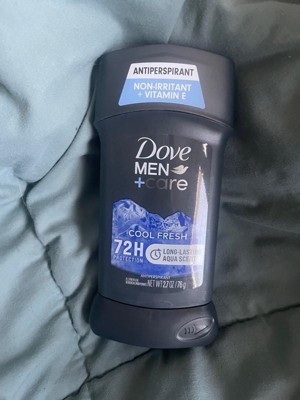 ANTIPERSPIRANT
NON-IRRITANT
+ VITAMIN E
Dove
MEN
+care
COOL FRESH
72H
PROTECTION
LONG-LASTING
AQUA SCENT
ANTIPERSPIRANT
NET WT 2.7 OZ (76 g)